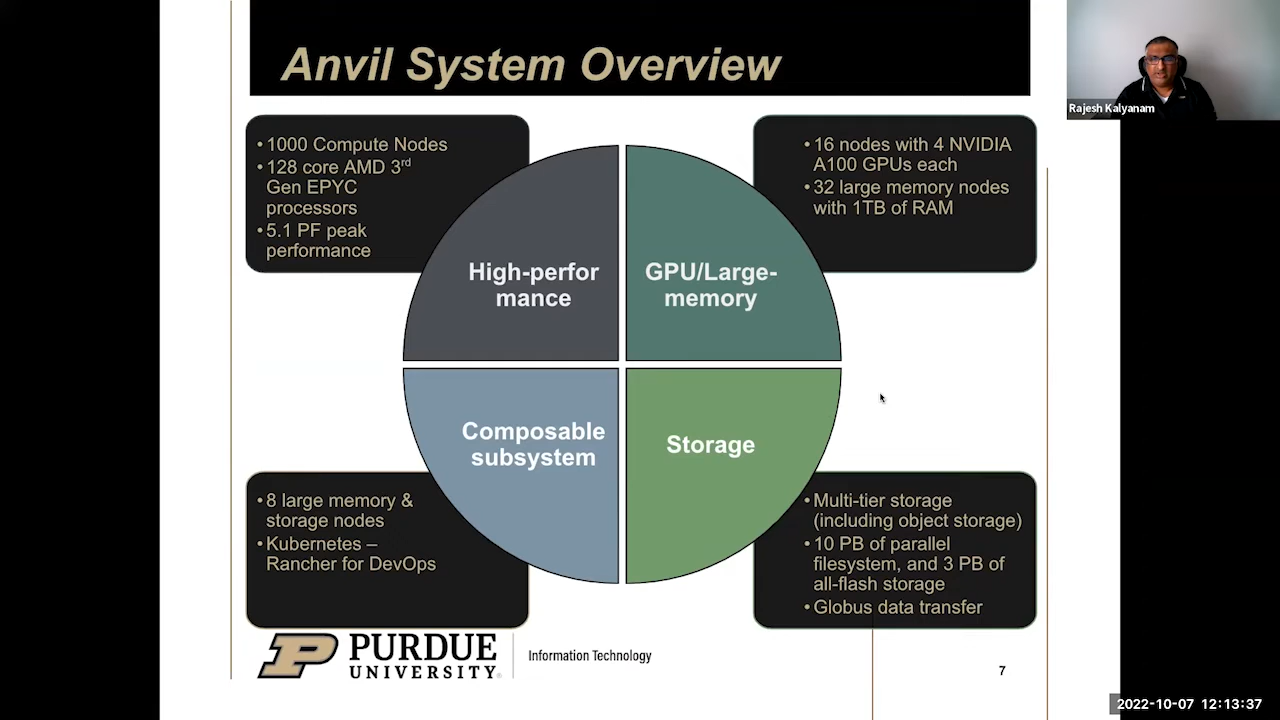 Anvil System Overview
Rajesh Kalyanam
•1000 Compute Nodes
•128 core AMD 3rd
Gen EPYC
processors
•5.1 PF peak
performance
•16 nodes with 4 NVIDIA
A100 GPUs each
•32 large memory nodes
with 1TB of RAM
High-perfor
mance
GPU/Large-
memory
Composable
subsystem
Storage
•8 large memory &
storage nodes
•Kubernetes –
Rancher for DevOps
•Multi-tier storage
(including object storage)
•10 PB of parallel
filesystem, and 3 PB of
all-flash storage
•Globus data transfer
P PURDUE
UNIVERSITY.
Information Technology
7
2022-10-07 12:13:37